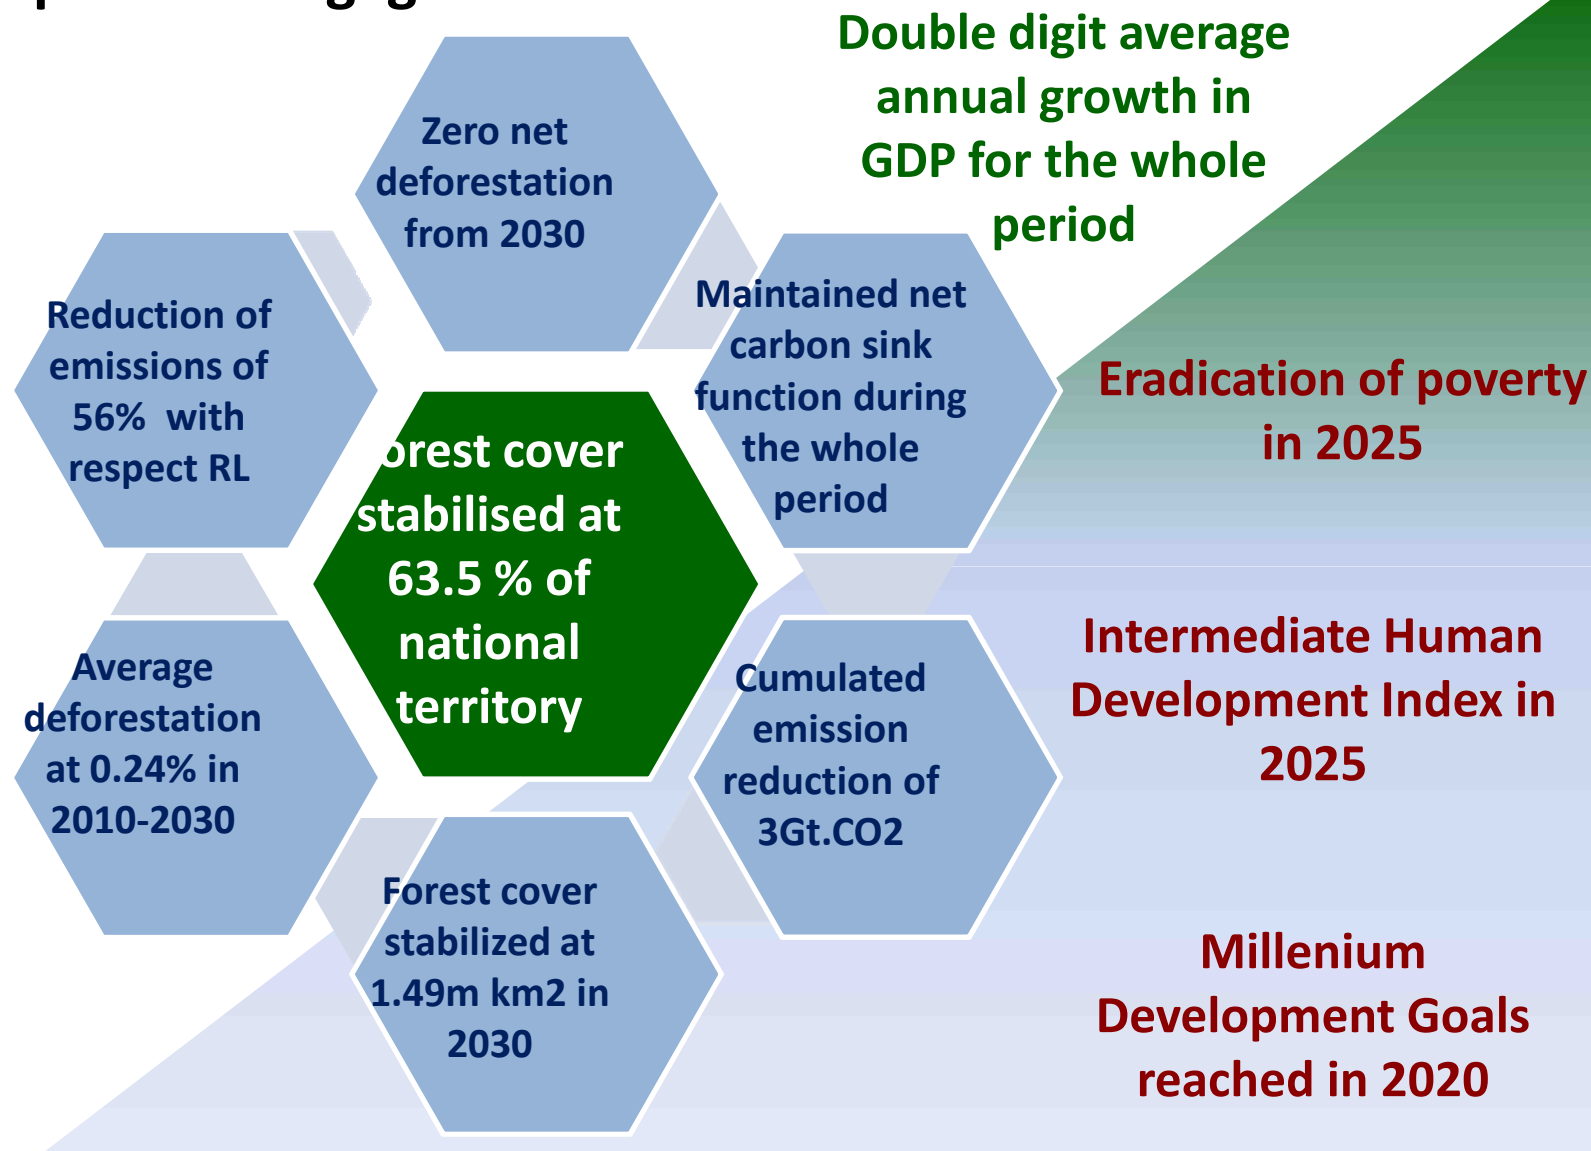 Double digit average
annual growth in
GDP for the whole
period
Zero net
deforestation
from 2030
Maintained net
carbon sink
function during
the whole
period
Reduction of
emissions of
56%  with
respect RL
orest cover
stabilised at
63.5 % of
national
territory
Average
deforestation
at 0.24% in
2010-2030
Cumulated
emission
reduction of
3Gt.CO2
Forest cover
stabilized at
1.49m km2 in
2030
Eradication of poverty
in 2025
Intermediate Human
Development Index in
2025
Millenium
Development Goals
reached in 2020